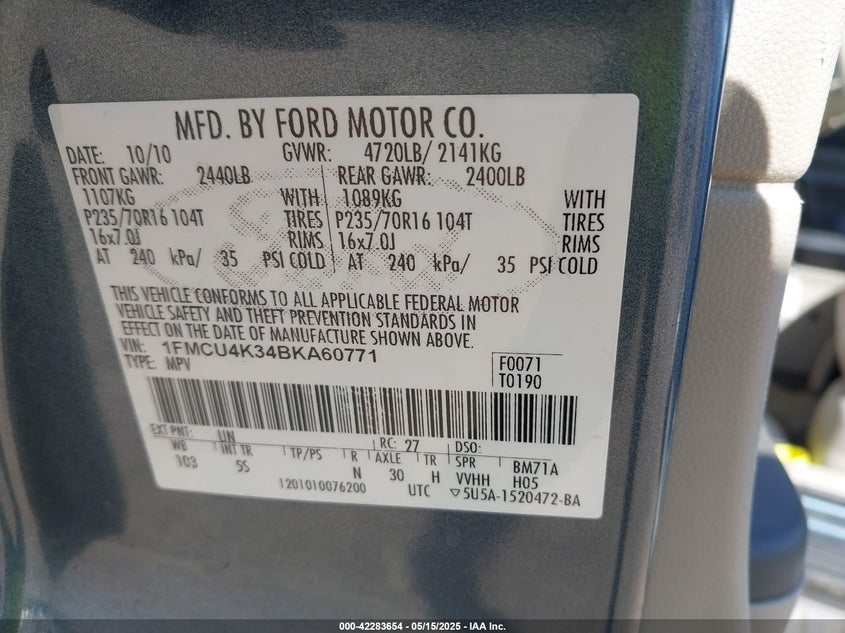 MFD. BY FORD MOTOR CO.
DATE: 10/10 GVWR: 4720LB/ 2141KG
FRONT GAWR: 2440LB REAR GAWR: 2400LB
1107KG WITH 1089KG WITH
P235/70R16 104T TIRES P235/70R16 104T TIRES
16x7.0J RIMS 16x7.0J RIMS
AT 240 kPa/ 35 PSI COLD AT 240 kPa/ 35 PSI COLD
THIS VEHICLE CONFORMS TO ALL APPLICABLE FEDERAL MOTOR
VEHICLE SAFETY AND THEFT PREVENTION STANDARDS IN
EFFECT ON THE DATE OF MANUFACTURE SHOWN ABOVE.
VIN: 1FMCU4K34BKA60771
TYPE: MPV
F0071
T0190
EXT PNT: UN RC: 27 DSO:
WB INT TR TP/PS R AXLE TR SPR BM71A
103 5S N 30 H VVHH H05
1201010076200 UTC ▽5U5A-1520472-BA
000-42283654 - 05/15/2025 - IAA Inc.